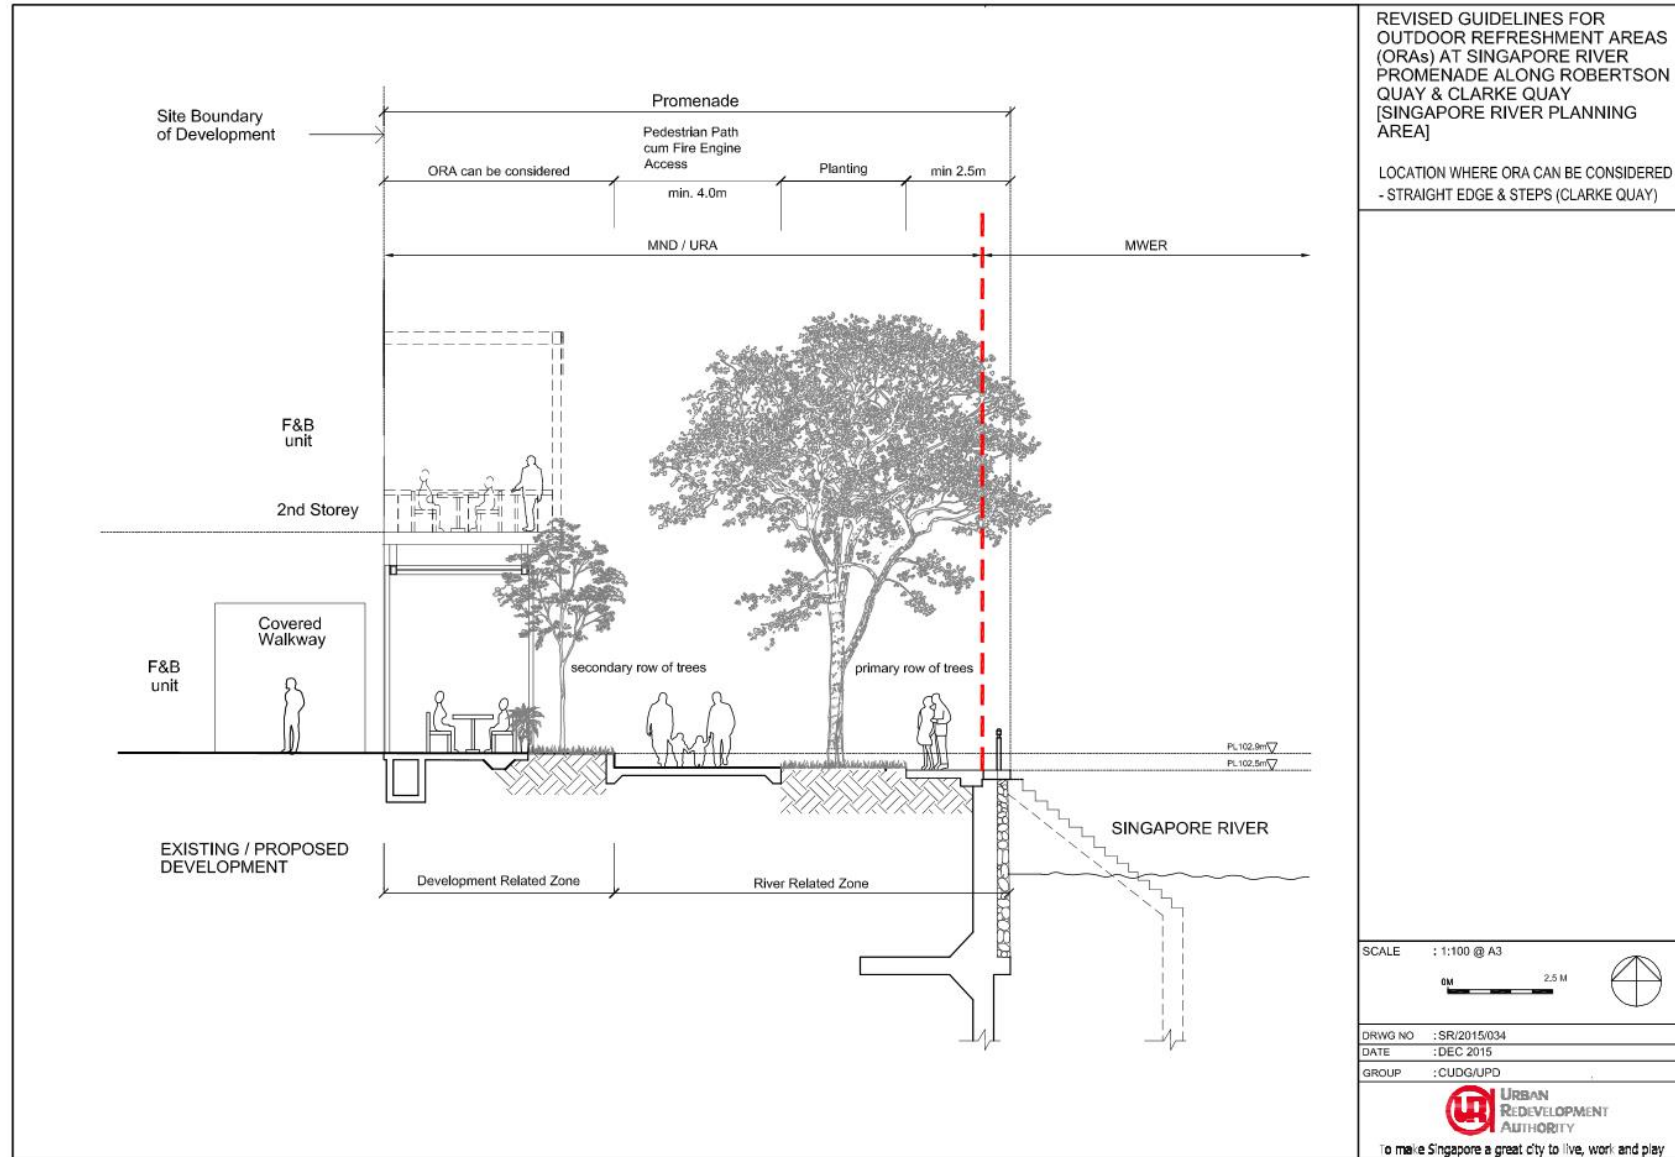 REVISED GUIDELINES FOR
OUTDOOR REFRESHMENT AREAS
(ORAs) AT SINGAPORE RIVER
PROMENADE ALONG ROBERTSON
QUAY & CLARKE QUAY
[SINGAPORE RIVER PLANNING
AREA]
LOCATION WHERE ORA CAN BE CONSIDERED
- STRAIGHT EDGE & STEPS (CLARKE QUAY)
Promenade
Site Boundary
of Development
Pedestrian Path
cum Fire Engine
Access
ORA can be considered
Planting
min 2.5m
min. 4.0m
MND / URA
MWER
F&B
unit
2nd Storey
Covered
Walkway
F&B
unit
secondary row of trees
primary row of trees
PL102.9m
PL102.5m
SINGAPORE RIVER
EXISTING / PROPOSED
DEVELOPMENT
Development Related Zone
River Related Zone
SCALE : 1:100 @ A3
0M 2.5 M
DRWG NO : SR/2015/034
DATE : DEC 2015
GROUP : CUDG/UPD
URBAN
REDEVELOPMENT
AUTHORITY
To make Singapore a great city to live, work and play